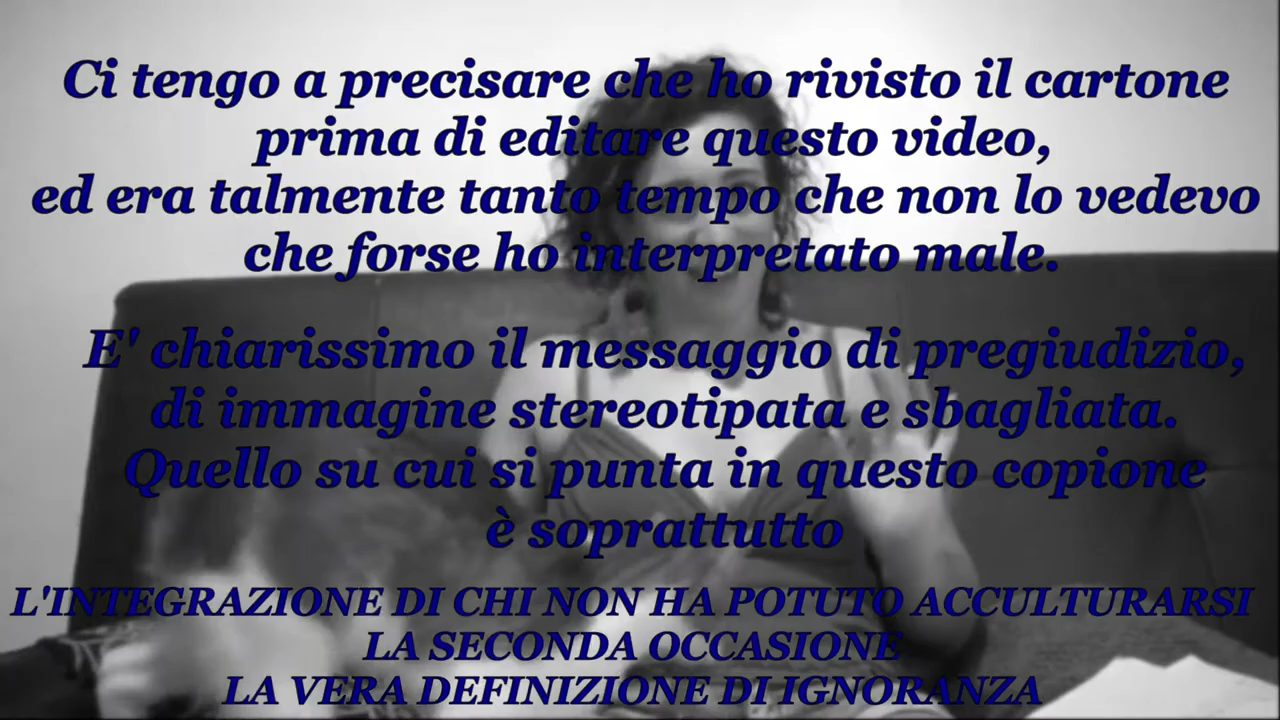 Ci tengo a precisare che ho rivisto il cartone
prima di editare questo video,
ed era talmente tanto tempo che non lo vedevo
che forse ho interpretato male.
E' chiarissimo il messaggio di pregiudizio,
di immagine stereotipata e sbagliata.
Quello su cui si punta in questo copione
è soprattutto
L'INTEGRAZIONE DI CHI NON HA POTUTO ACCULTURARSI
LA SECONDA OCCASIONE
LA VERA DEFINIZIONE DI IGNORANZA